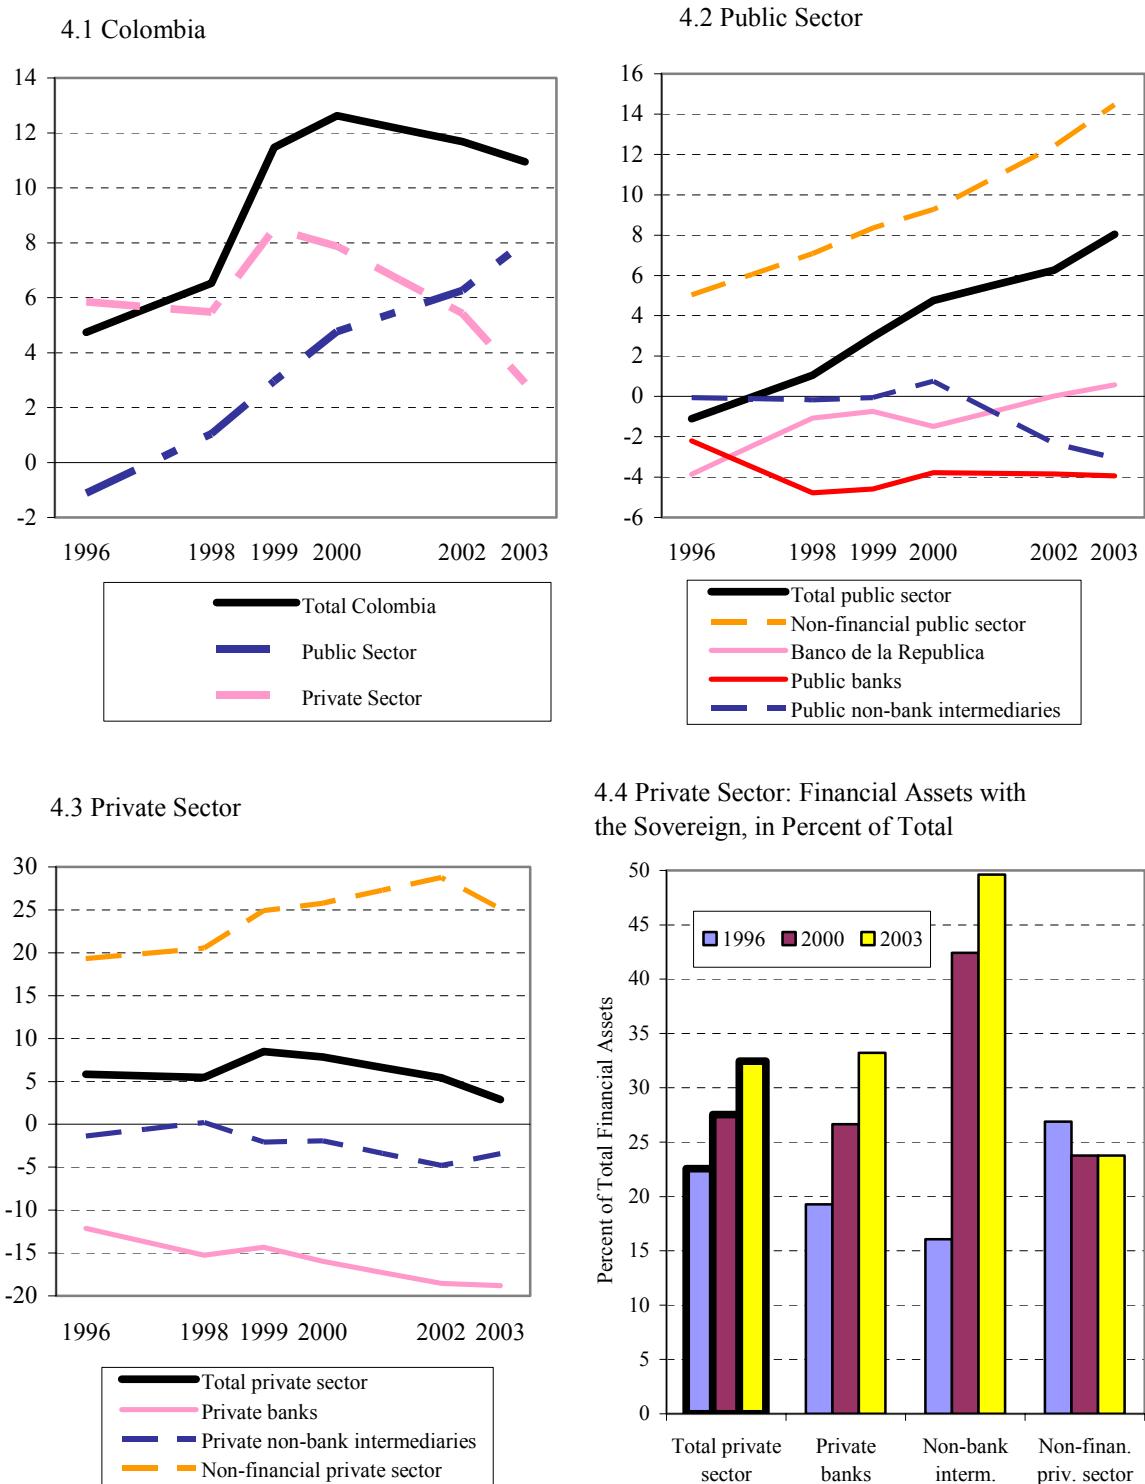 4.1 Colombia
14
12
10
8
6
4
2
0
-2
1996 1998 1999 2000 2002 2003
Total Colombia
Public Sector
Private Sector
4.2 Public Sector
16
14
12
10
8
6
4
2
0
-2
-4
-6
1996 1998 1999 2000 2002 2003
Total public sector
Non-financial public sector
Banco de la Republica
Public banks
Public non-bank intermediaries
4.3 Private Sector
30
25
20
15
10
5
0
-5
-10
-15
-20
1996 1998 1999 2000 2002 2003
Total private sector
Private banks
Private non-bank intermediaries
Non-financial private sector
4.4 Private Sector: Financial Assets with
the Sovereign, in Percent of Total
Percent of Total Financial Assets
50
45
40
35
30
25
20
15
10
5
0
1996 2000 2003
Total private
sector
Private
banks
Non-bank
interm.
Non-finan.
priv. sector